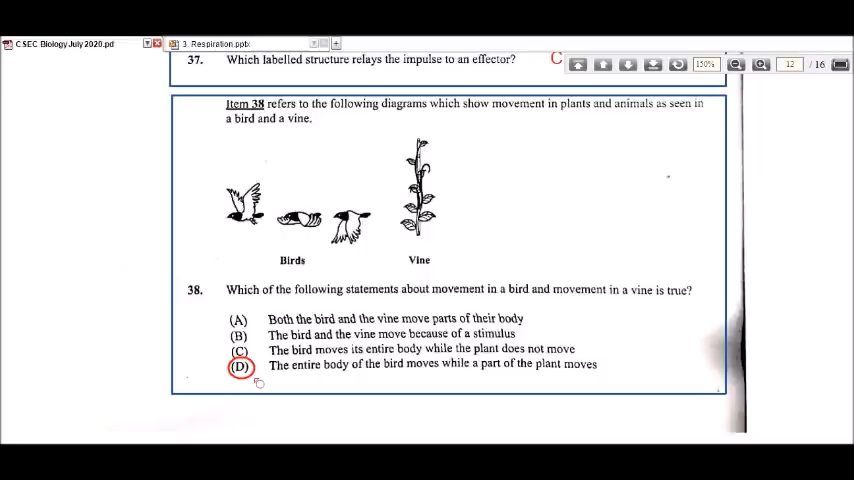 CSEC Biology July 2020.pd
3. Respiration.pptx
37. Which labelled structure relays the impulse to an effector? C
150%
12 / 16
Item 38 refers to the following diagrams which show movement in plants and animals as seen in
a bird and a vine.
Birds
Vine
38. Which of the following statements about movement in a bird and movement in a vine is true?
(A) Both the bird and the vine move parts of their body
(B) The bird and the vine move because of a stimulus
(C) The bird moves its entire body while the plant does not move
(D) The entire body of the bird moves while a part of the plant moves